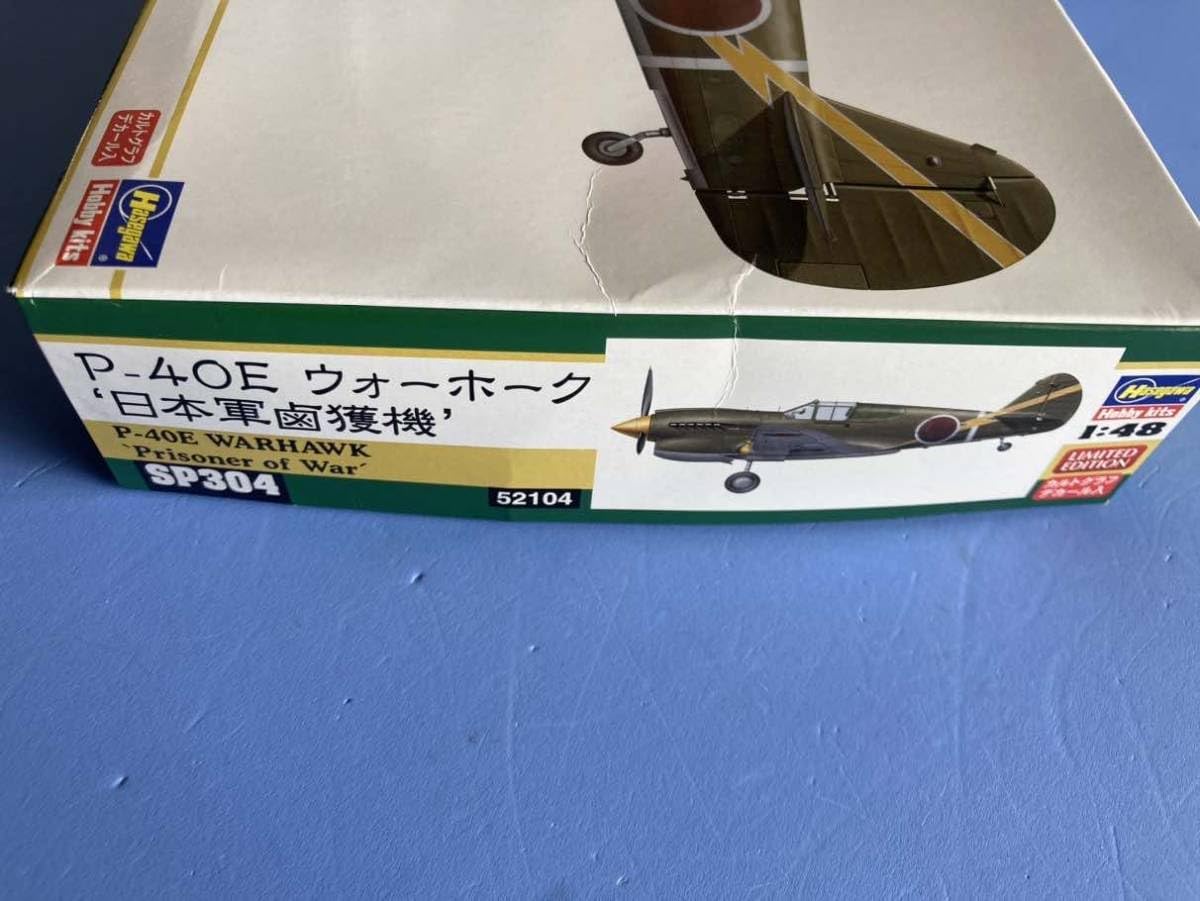 カルトグラフ
デカール入
Hasegawa®
Hobby kits
P-40E ウォーホーク
‘日本軍鹵獲機’
P-40E WARHAWK
‘Prisoner of War’
SP304
52104
Hasegawa®
Hobby kits
1:48
LIMITED
EDITION
カルトグラフ
デカール入